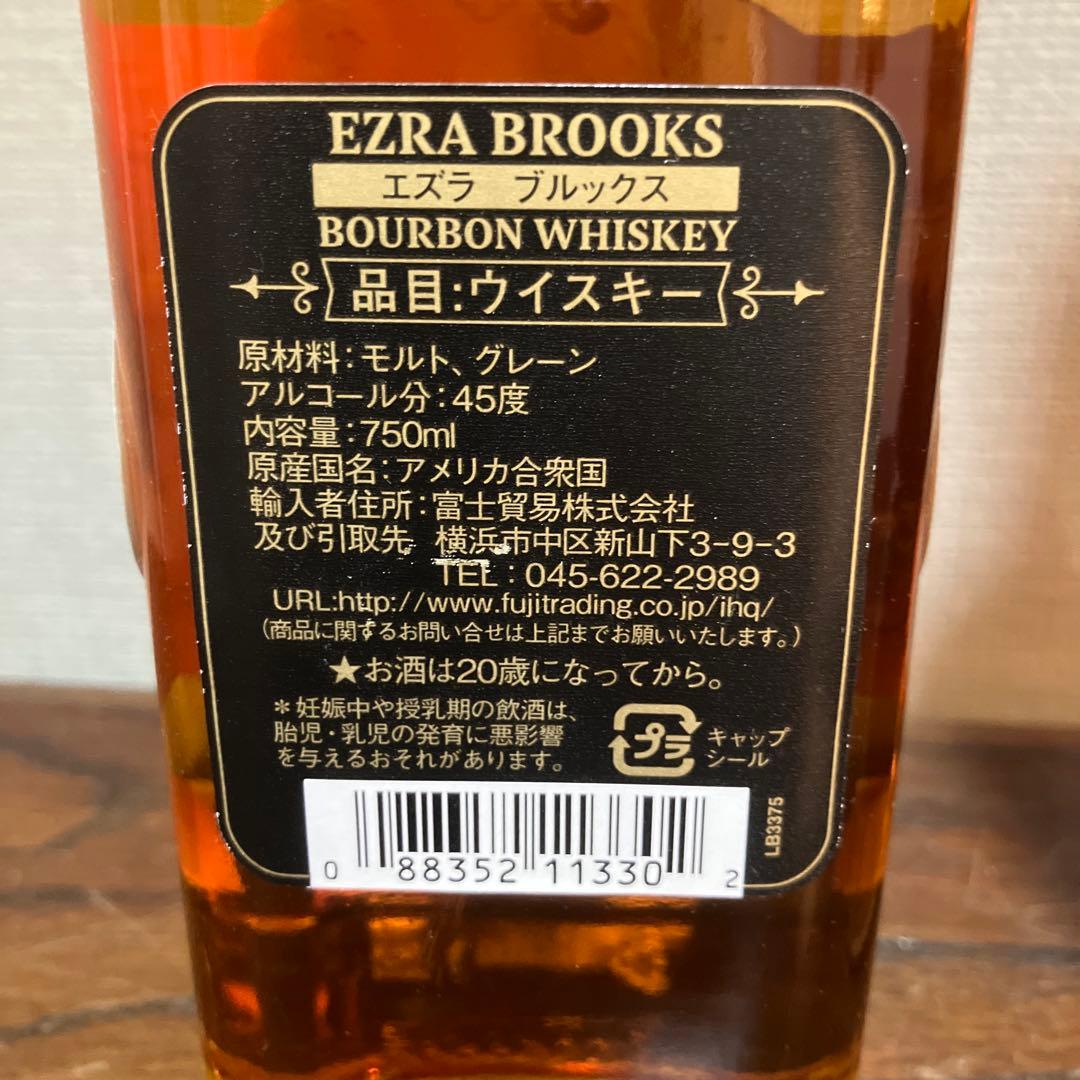 EZRA BROOKS
エズラ ブルックス
BOURBON WHISKEY
品目:ウイスキー
原材料:モルト、グレーン
アルコール分:45度
内容量:750ml
原産国名:アメリカ合衆国
輸入者住所:富士貿易株式会社
及び引取先 横浜市中区新山下3-9-3
TEL:045-622-2989
URL:http://www.fujitrading.co.jp/ihq/
(商品に関するお問い合せは上記までお願いいたします。)
★お酒は20歳になってから。
*妊娠中や授乳期の飲酒は、
胎児・乳児の発育に悪影響
を与えるおそれがあります。
プラ
キャップ
シール
LB3375
0 88352 11330 2